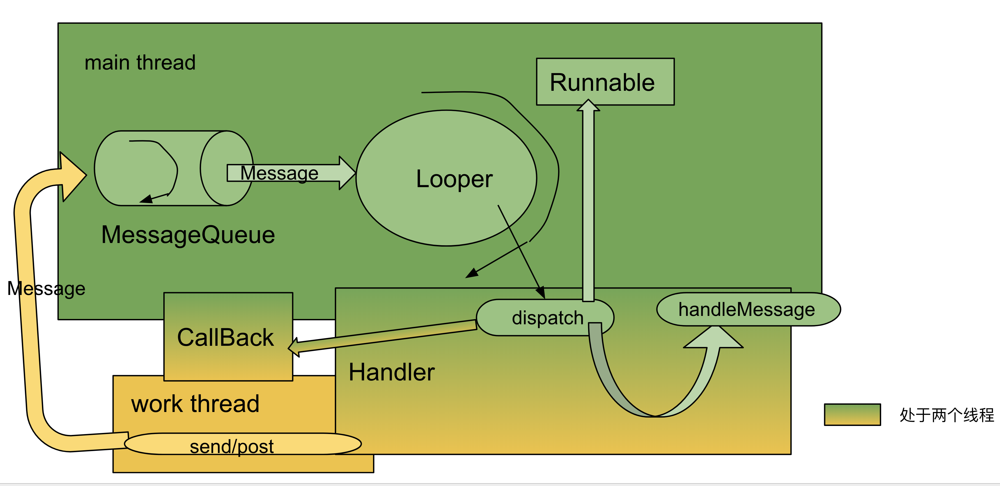 main thread
Runnable
Message
Looper
MessageQueue
Message
dispatch
handleMessage
CallBack
Handler
work thread
send/post
处于两个线程